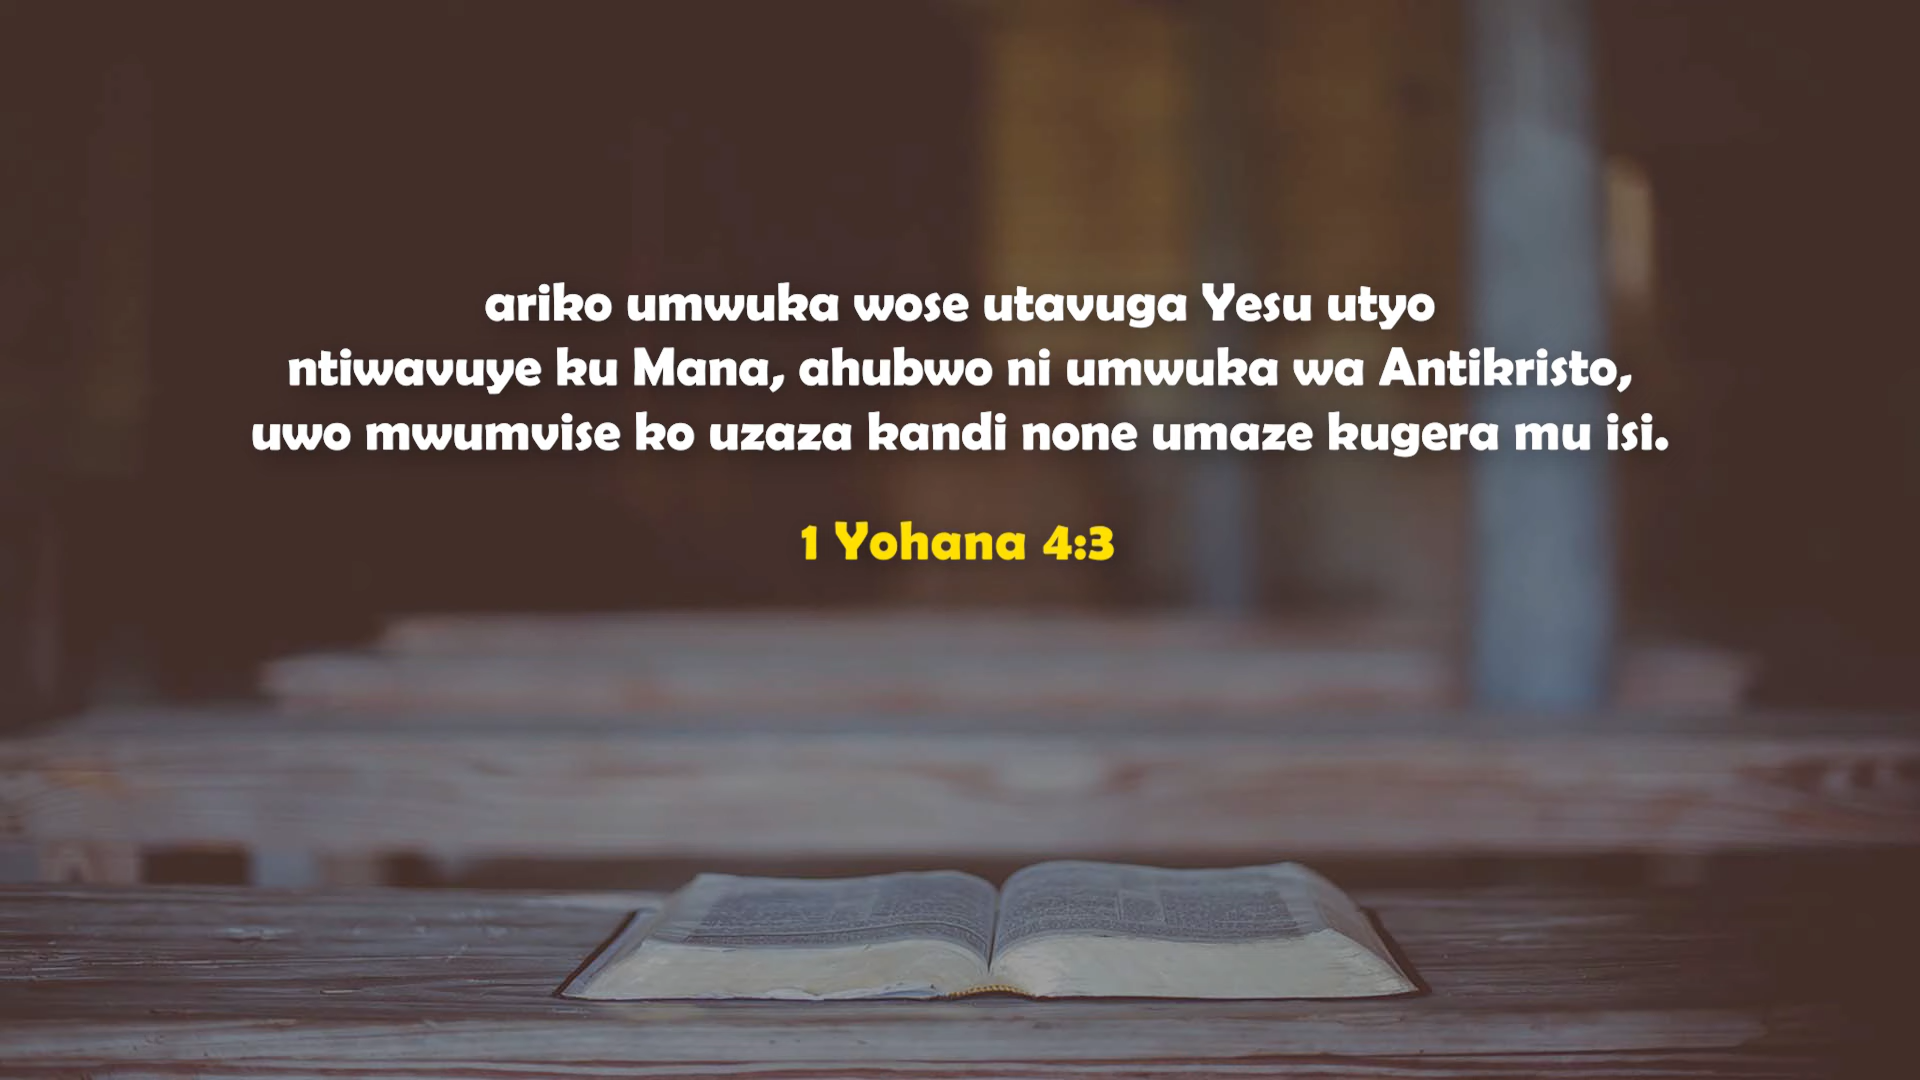 ariko umwuka wose utavuga Yesu utyo
ntiwavuye ku Mana, ahubwo ni umwuka wa Antikristo,
uwo mwumvise ko uzaza kandi none umaze kugera mu isi.
1 Yohana 4:3